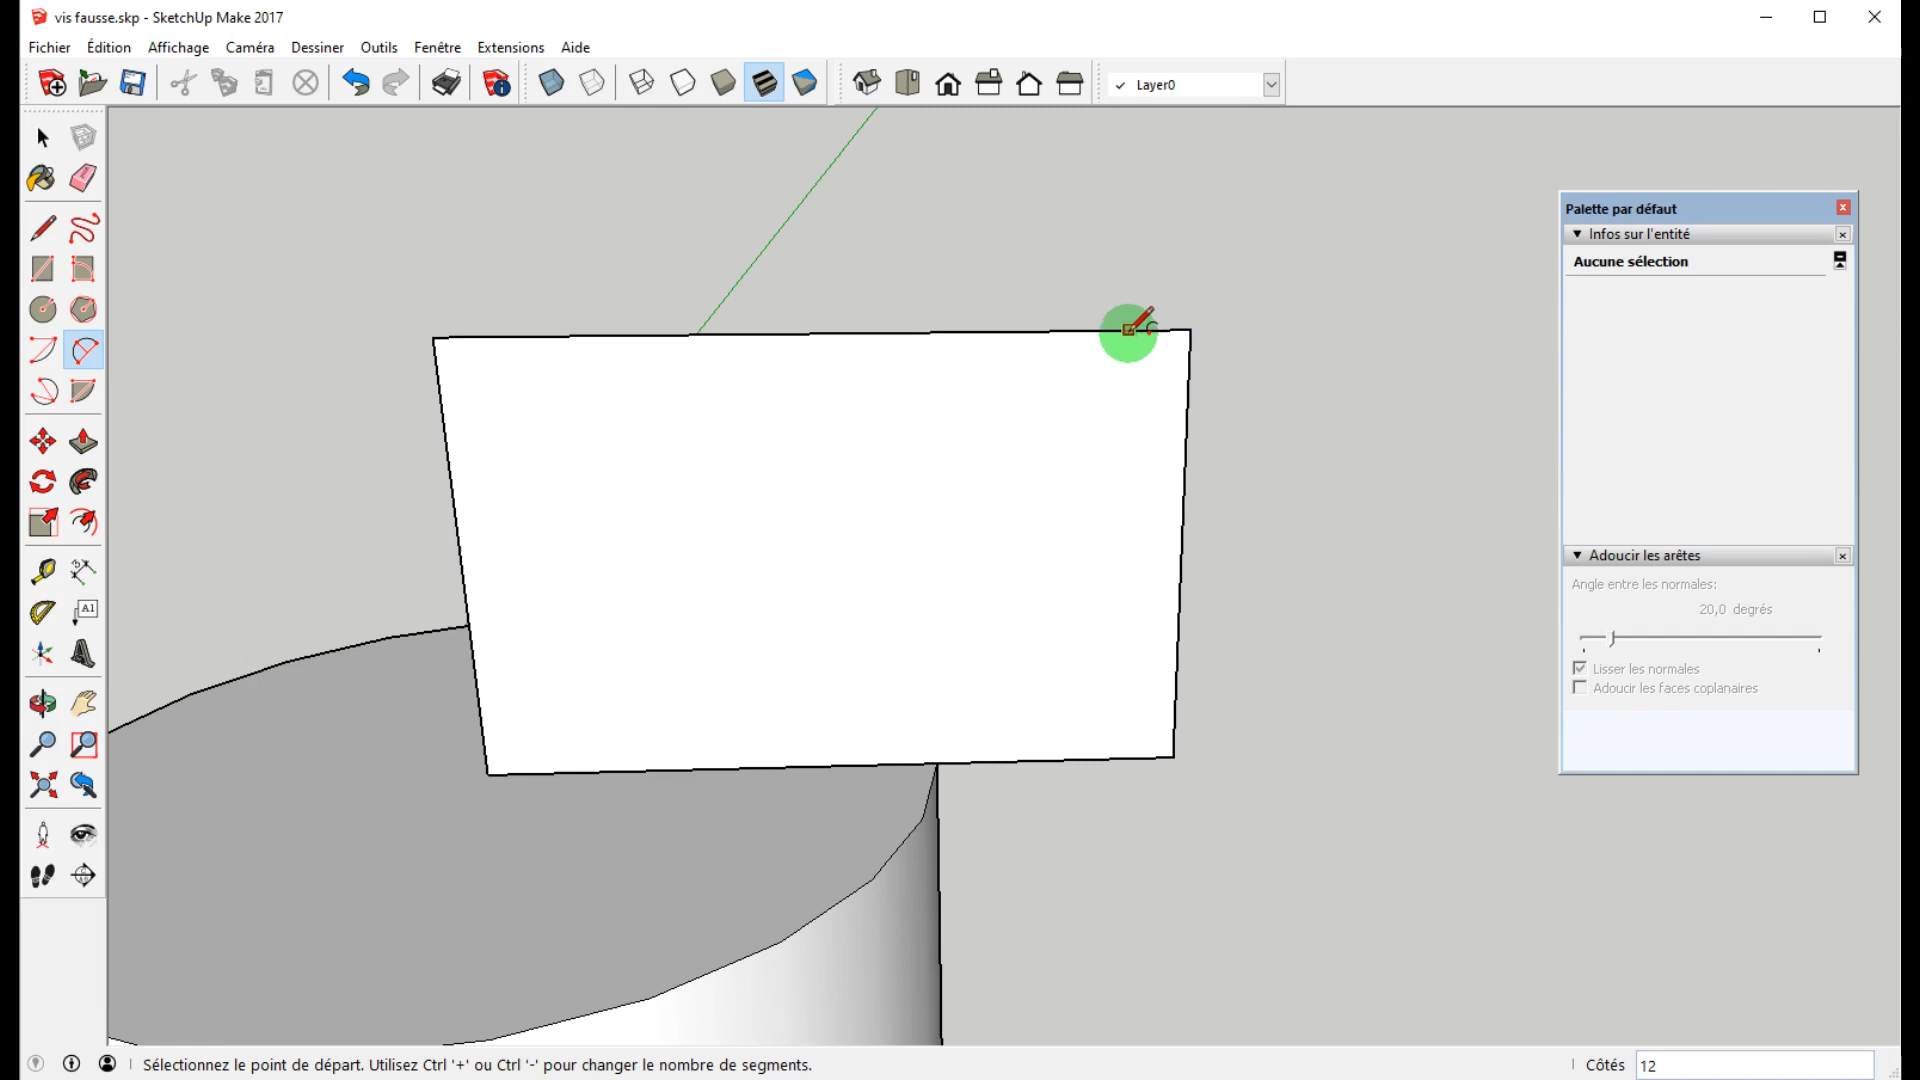 vis fausse.skp - SketchUp Make 2017
Fichier Édition Affichage Caméra Dessiner Outils Fenêtre Extensions Aide
✓ Layer0
Palette par défaut
Infos sur l'entité
Aucune sélection
A1
Adoucir les arêtes
Angle entre les normales:
20,0 degrés
Lisser les normales
Adoucir les faces coplanaires
Sélectionnez le point de départ. Utilisez Ctrl '+' ou Ctrl '-' pour changer le nombre de segments.
Côtés 12